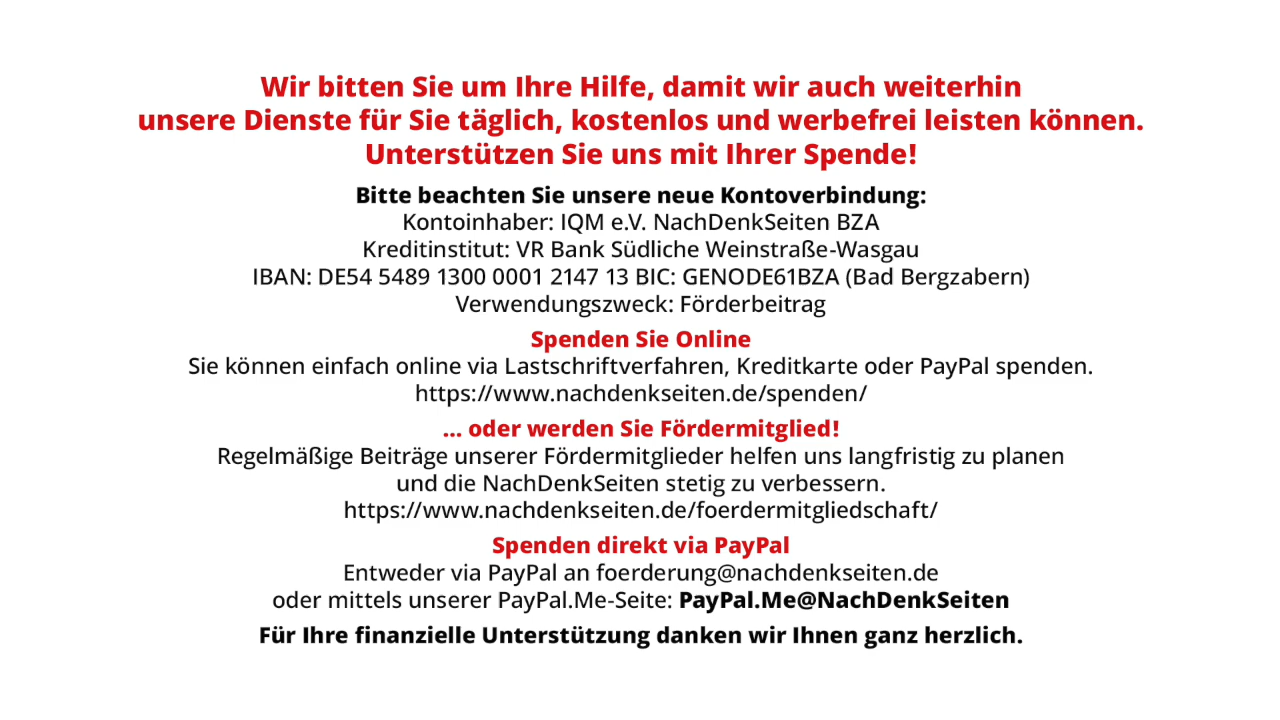 Wir bitten Sie um Ihre Hilfe, damit wir auch weiterhin
unsere Dienste für Sie täglich, kostenlos und werbefrei leisten können.
Unterstützen Sie uns mit Ihrer Spende!
Bitte beachten Sie unsere neue Kontoverbindung:
Kontoinhaber: IQM e.V. NachDenkSeiten BZA
Kreditinstitut: VR Bank Südliche Weinstraße-Wasgau
IBAN: DE54 5489 1300 0001 2147 13 BIC: GENODE61BZA (Bad Bergzabern)
Verwendungszweck: Förderbeitrag
Spenden Sie Online
Sie können einfach online via Lastschriftverfahren, Kreditkarte oder PayPal spenden.
https://www.nachdenkseiten.de/spenden/
... oder werden Sie Fördermitglied!
Regelmäßige Beiträge unserer Fördermitglieder helfen uns langfristig zu planen
und die NachDenkSeiten stetig zu verbessern.
https://www.nachdenkseiten.de/foerdermitgliedschaft/
Spenden direkt via PayPal
Entweder via PayPal an foerderung@nachdenkseiten.de
oder mittels unserer PayPal.Me-Seite: PayPal.Me@NachDenkSeiten
Für Ihre finanzielle Unterstützung danken wir Ihnen ganz herzlich.